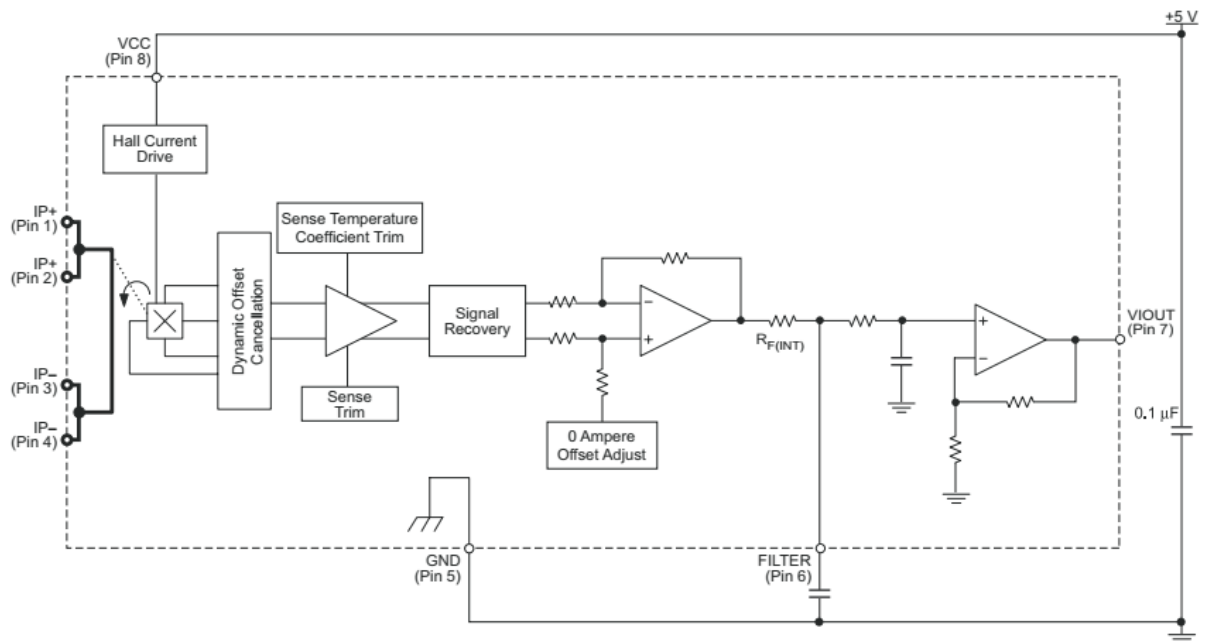 +5 V
VCC
(Pin 8)
Hall Current
Drive
IP+
(Pin 1)
IP+
(Pin 2)
IP–
(Pin 3)
IP–
(Pin 4)
Dynamic Offset
Cancellation
Sense Temperature
Coefficient Trim
Sense
Trim
Signal
Recovery
0 Ampere
Offset Adjust
–
+
RF(INT)
+
–
VIOUT
(Pin 7)
0.1 µF
GND
(Pin 5)
FILTER
(Pin 6)